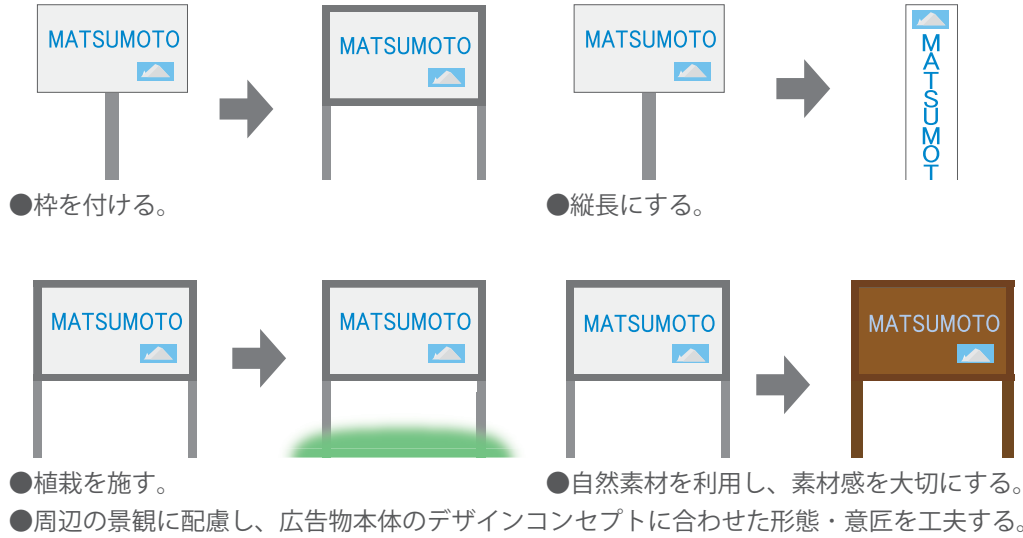 MATSUMOTO
MATSUMOTO
MATSUMOTO
MATSUMOT
●枠を付ける。
●縦長にする。
MATSUMOTO
MATSUMOTO
MATSUMOTO
MATSUMOTO
●植栽を施す。
●自然素材を利用し、素材感を大切にする。
●周辺の景観に配慮し、広告物本体のデザインコンセプトに合わせた形態・意匠を工夫する。